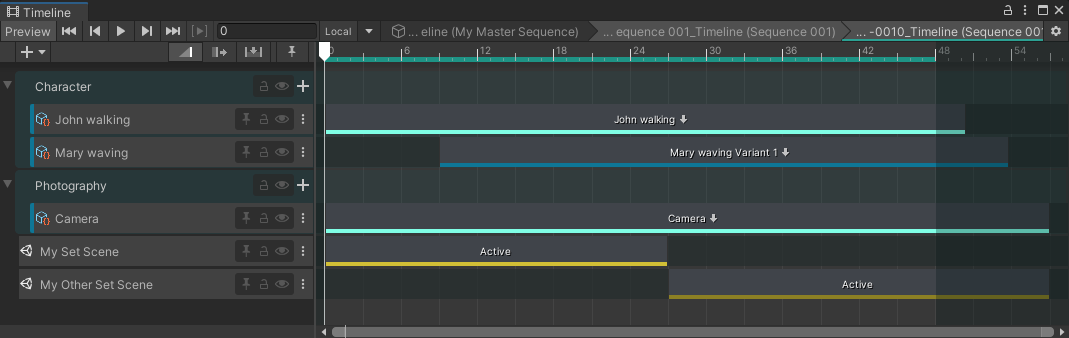 Timeline
Preview 0 Local ... eline (My Master Sequence) ... equence 001_Timeline (Sequence 001) ... -0010_Timeline (Sequence 001
0 6 12 18 24 30 36 42 48 54
Character
John walking John walking
Mary waving Mary waving Variant 1
Photography
Camera Camera
My Set Scene Active
My Other Set Scene Active